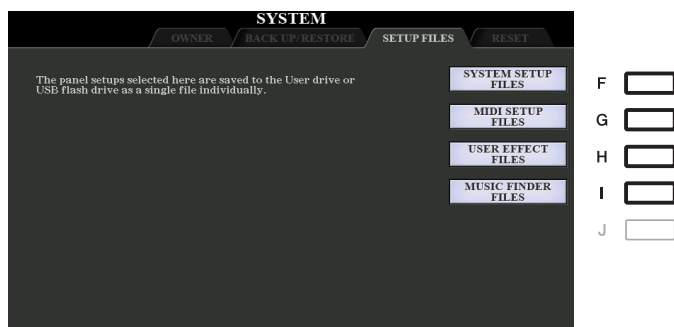 SYSTEM
OWNER
BACK UP/RESTORE
SETUP FILES
RESET
The panel setups selected here are saved to the User drive or
USB flash drive as a single file individually.
SYSTEM SETUP
FILES
MIDI SETUP
FILES
USER EFFECT
FILES
MUSIC FINDER
FILES
F
G
H
I
J